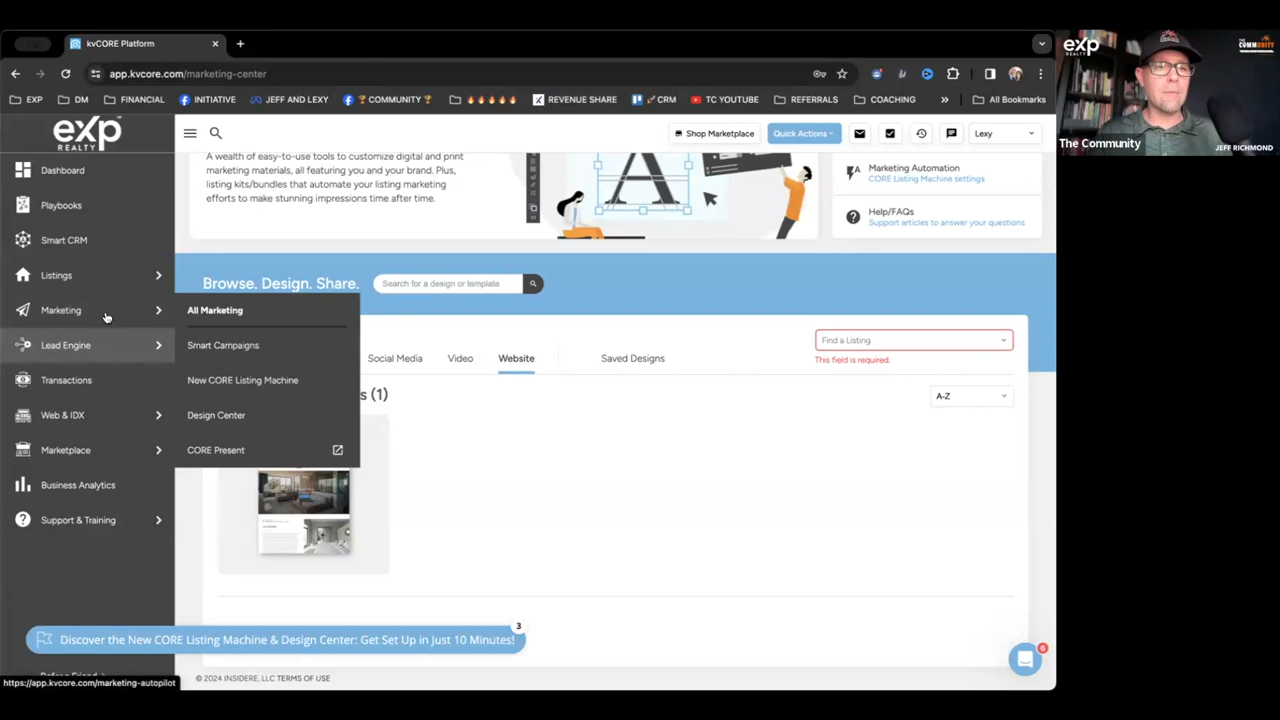 kvCORE Platform
app.kvcore.com/marketing-center
EXP
DM
FINANCIAL
INITIATIVE
JEFF AND LEXY
COMMUNITY
REVENUE SHARE
CRM
TC YOUTUBE
REFERRALS
COACHING
»
All Bookmarks
exp
REALTY
Shop Marketplace
Quick Actions
Lexy
Dashboard
Playbooks
Smart CRM
Listings
Marketing
Lead Engine
Transactions
Web & IDX
Marketplace
Business Analytics
Support & Training
All Marketing
Smart Campaigns
New CORE Listing Machine
Design Center
CORE Present
A wealth of easy-to-use tools to customize digital and print
marketing materials, all featuring you and your brand. Plus,
listing kits/bundles that automate your listing marketing
efforts to make stunning impressions time after time.
A
Marketing Automation
CORE Listing Machine settings
Help/FAQs
Support articles to answer your questions
Browse. Design. Share.
Search for a design or template
Social Media
Video
Website
Saved Designs
Find a Listing
This field is required.
s (1)
A-Z
Discover the New CORE Listing Machine & Design Center: Get Set Up in Just 10 Minutes!
3
6
© 2024 INSIDERE, LLC TERMS OF USE
https://app.kvcore.com/marketing-autopilot
exp
REALTY
THE
COMMUNITY
The Community
JEFF RICHMOND